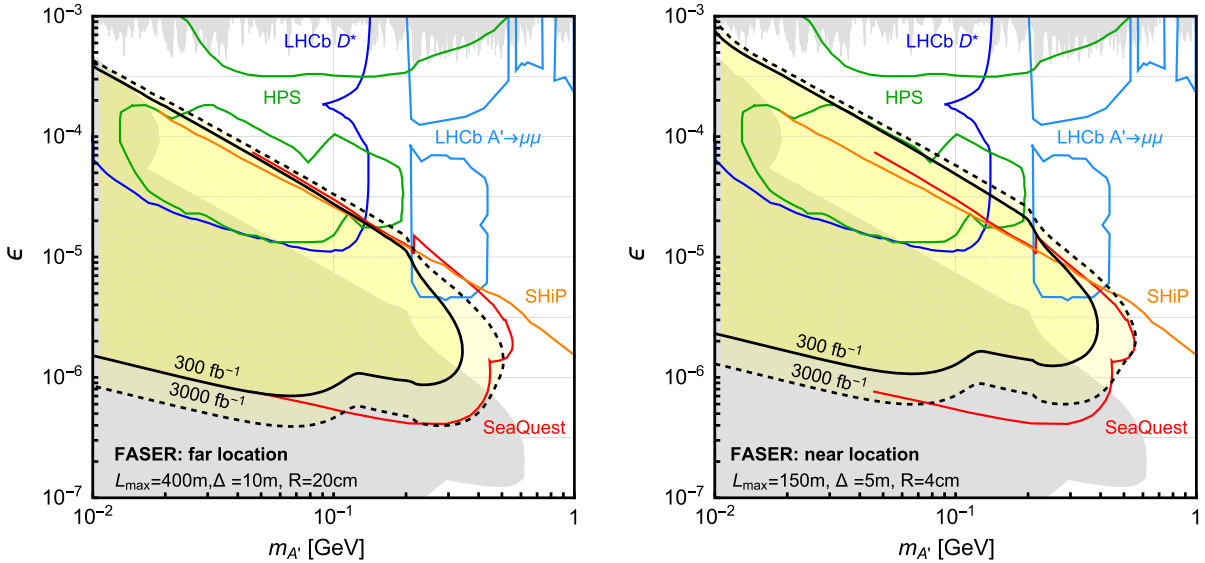 10⁻³
10⁻⁴
10⁻⁵
10⁻⁶
10⁻⁷
ϵ
LHCb D*
HPS
LHCb A'→μμ
SHiP
300 fb⁻¹
3000 fb⁻¹
SeaQuest
FASER: far location
L_max=400m,Δ =10m, R=20cm
10⁻² 10⁻¹ 1
m_A' [GeV]
10⁻³
10⁻⁴
10⁻⁵
10⁻⁶
10⁻⁷
ϵ
LHCb D*
HPS
LHCb A'→μμ
SHiP
300 fb⁻¹
3000 fb⁻¹
SeaQuest
FASER: near location
L_max=150m, Δ =5m, R=4cm
10⁻² 10⁻¹ 1
m_A' [GeV]